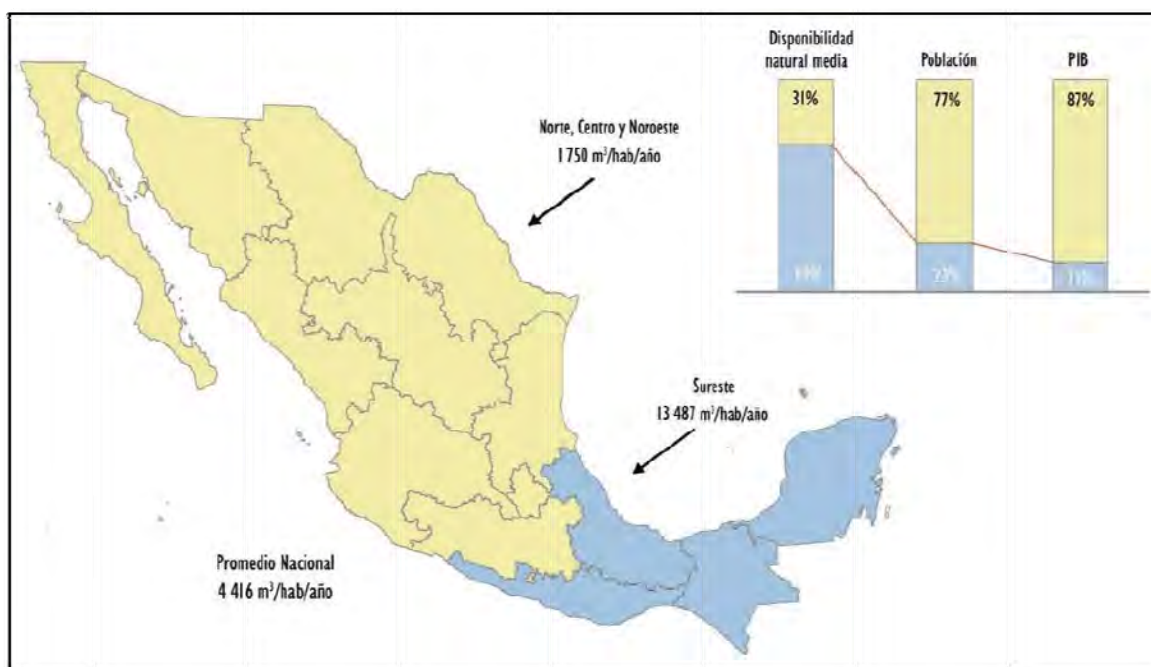 Disponibilidad
natural media
Población
PIB
31%
77%
87%
23%
Norte, Centro y Noroeste
1 750 m³/hab/año
Sureste
13 487 m³/hab/año
Promedio Nacional
4 416 m³/hab/año